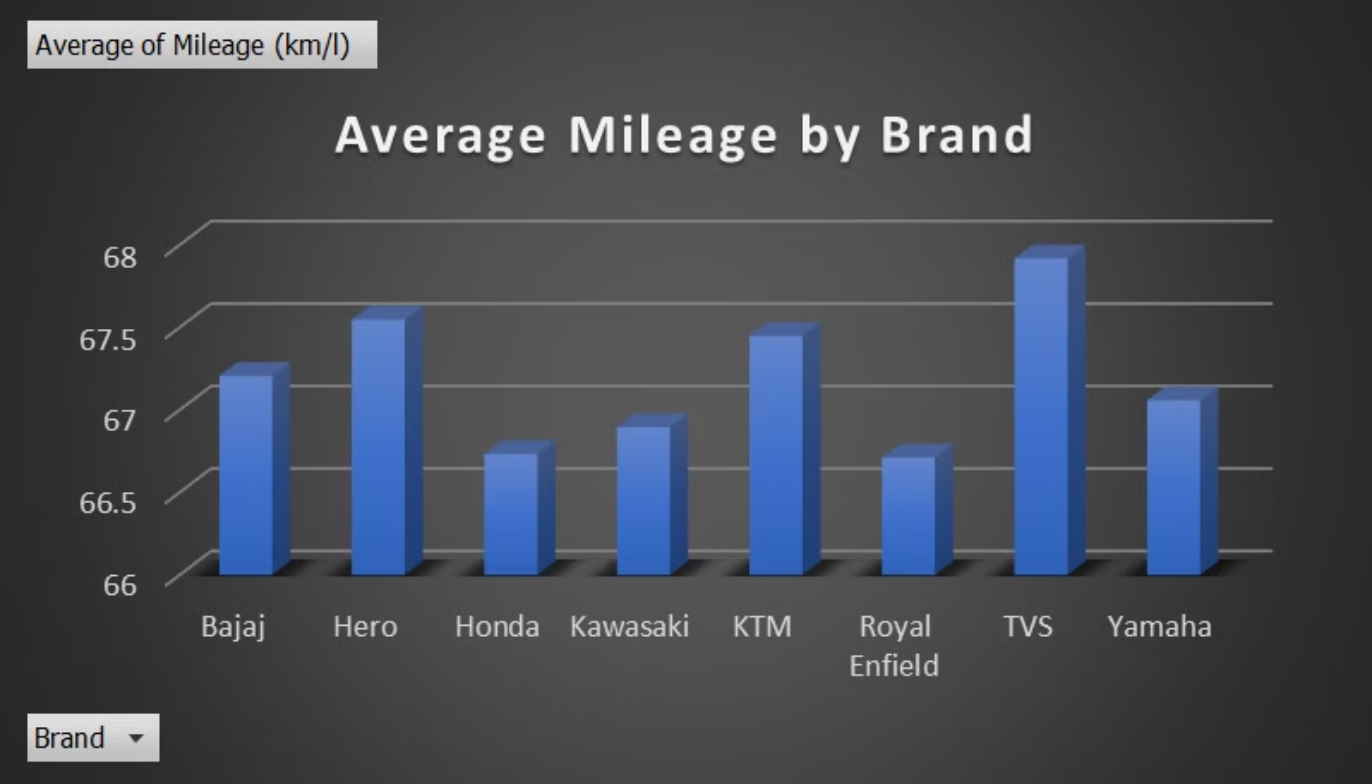 Average of Mileage (km/l)
Average Mileage by Brand
68
67.5
67
66.5
66
Bajaj
Hero
Honda
Kawasaki
KTM
Royal
Enfield
TVS
Yamaha
Brand